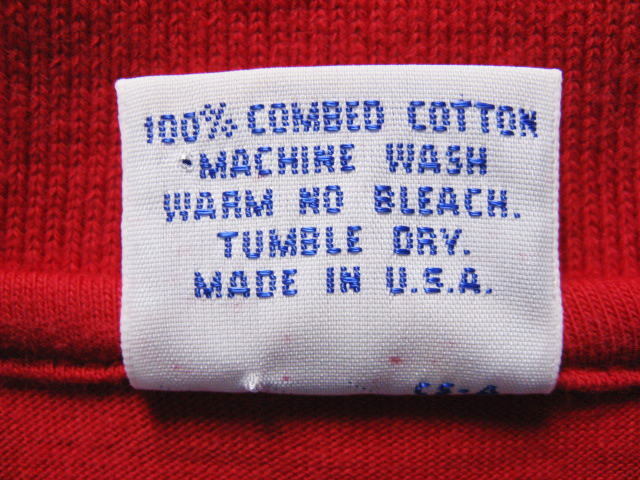 100% COMBED COTTON
MACHINE WASH
WARM NO BLEACH.
TUMBLE DRY.
MADE IN U.S.A.